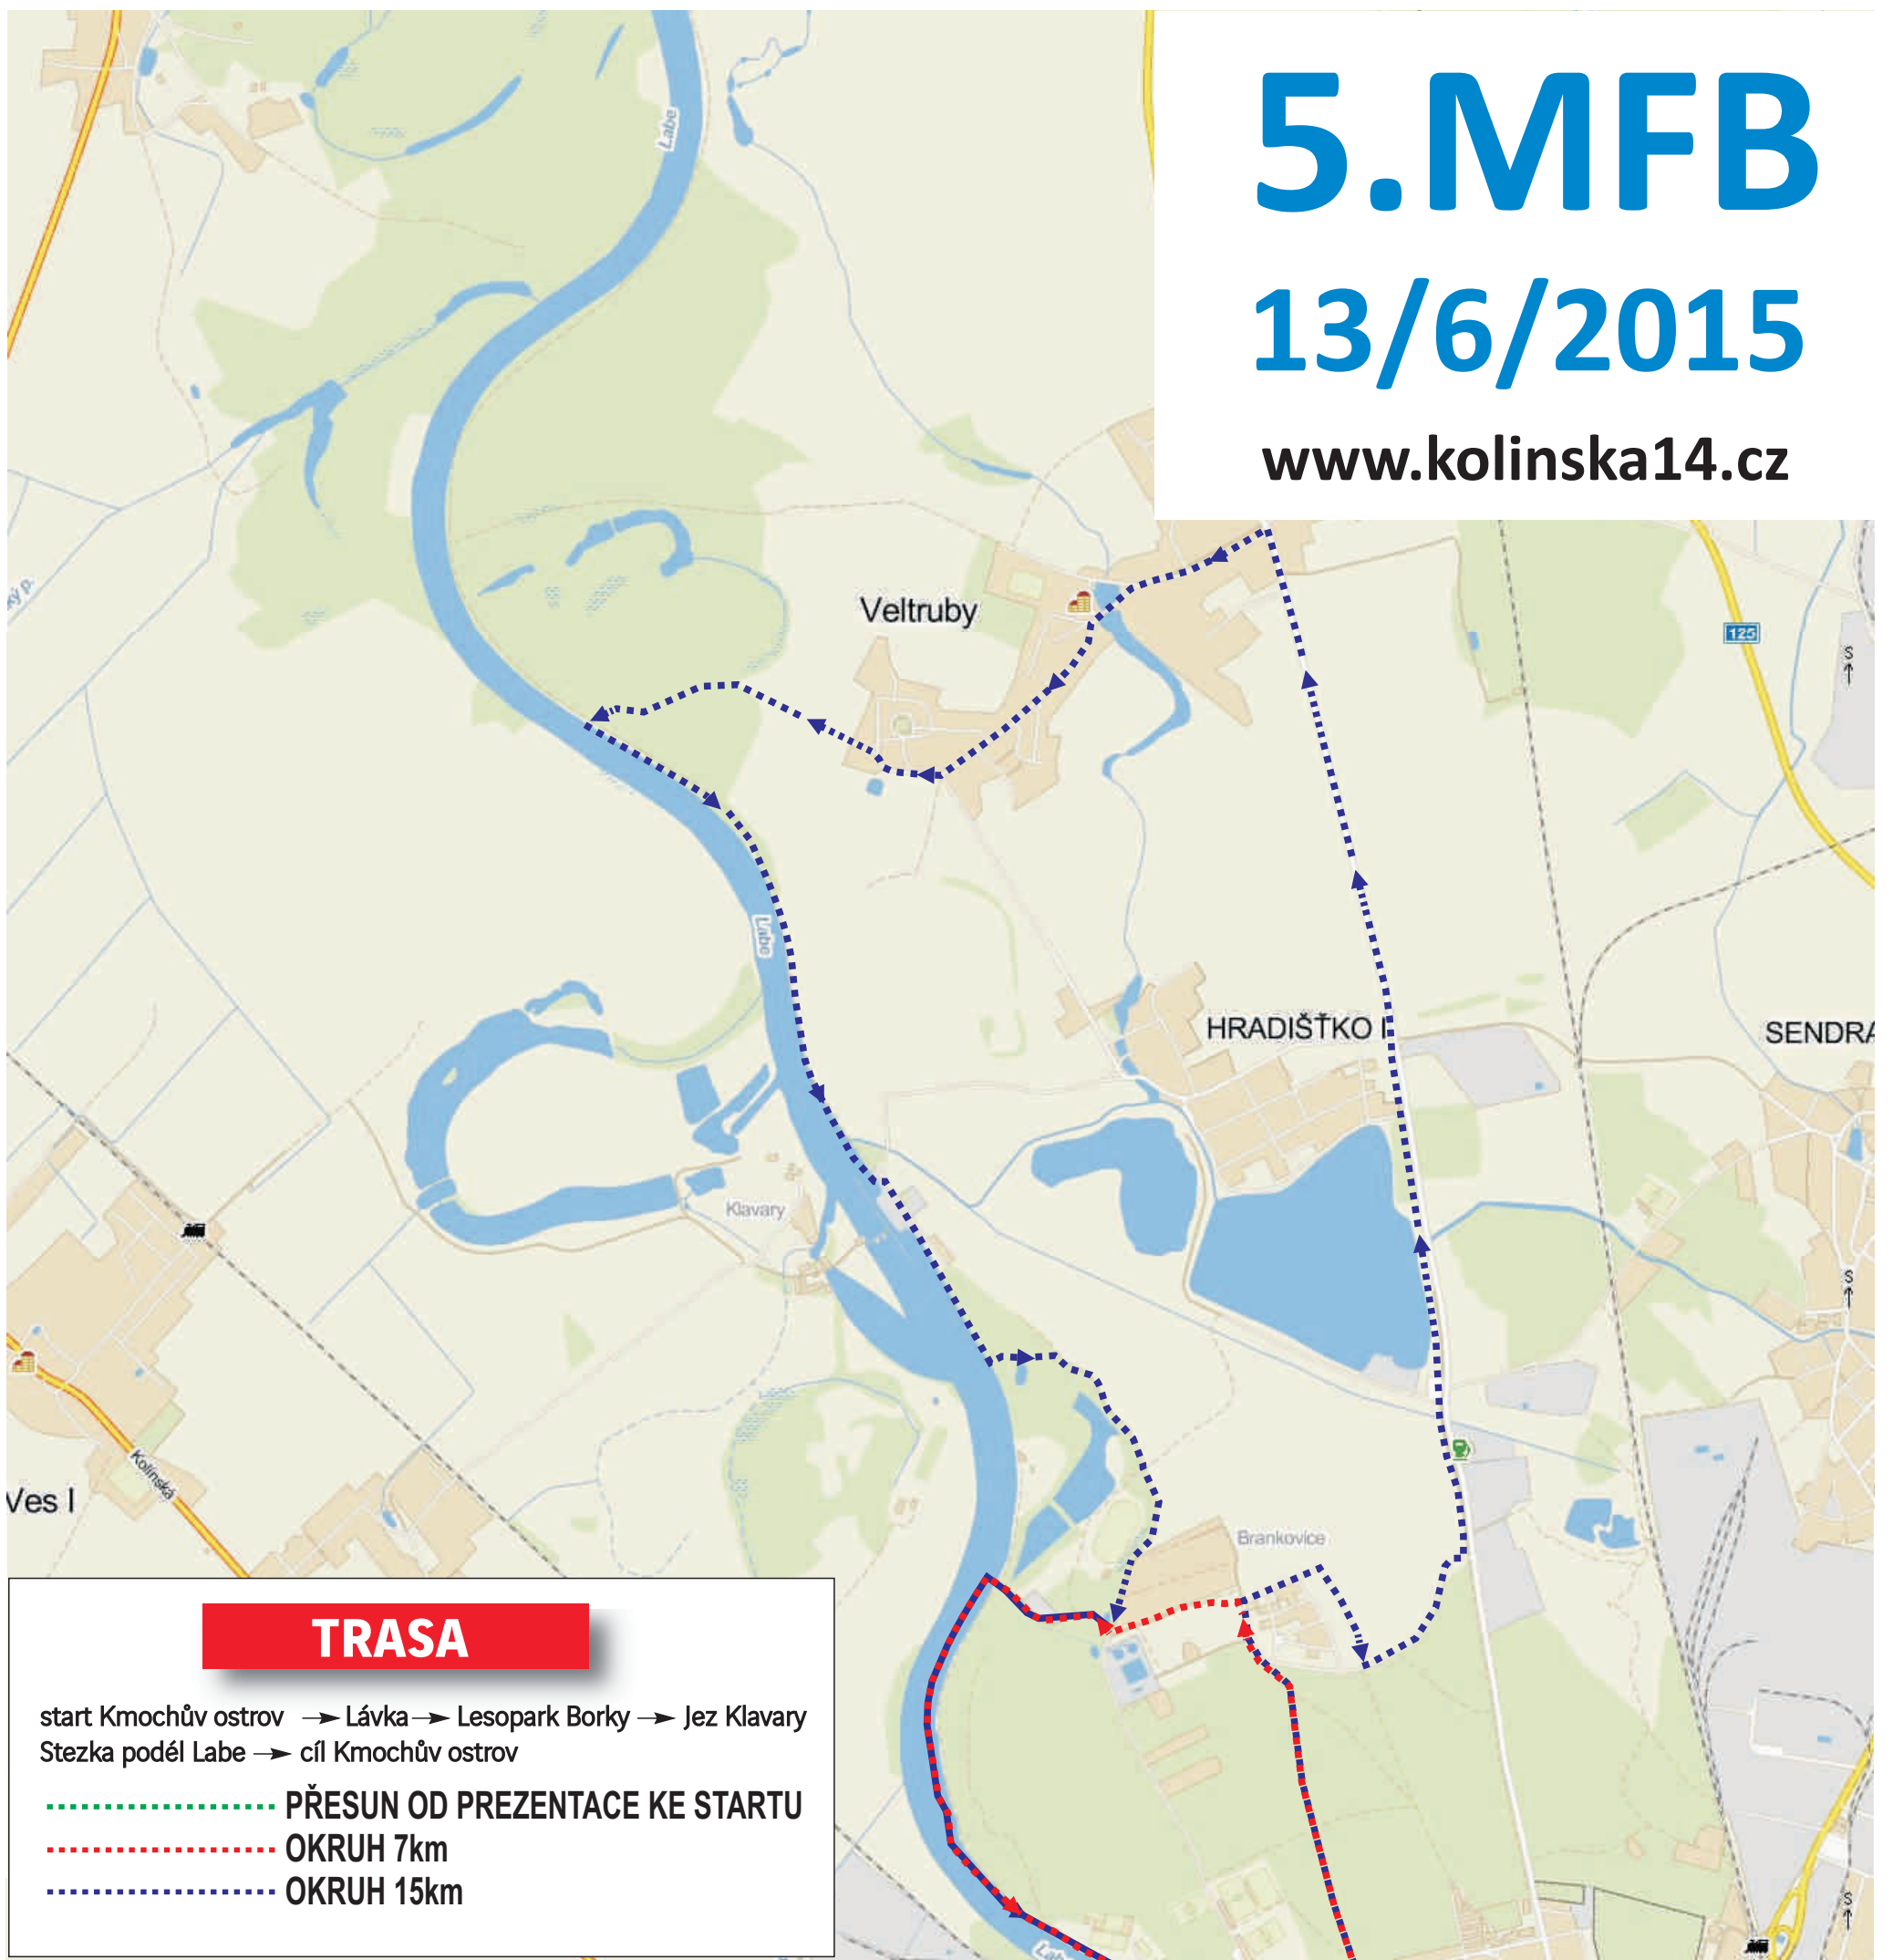 5.MFB
13/6/2015
www.kolinska14.cz
Labe
ký p.
Veltruby
125
S
Labe
HRADIŠŤKO I
SENDRA
Klavary
S
Kolínská
Ves I
Brankovice
TRASA
start Kmochův ostrov → Lávka → Lesopark Borky → Jez Klavary
Stezka podél Labe → cíl Kmochův ostrov
PŘESUN OD PREZENTACE KE STARTU
OKRUH 7km
OKRUH 15km
S
Labe